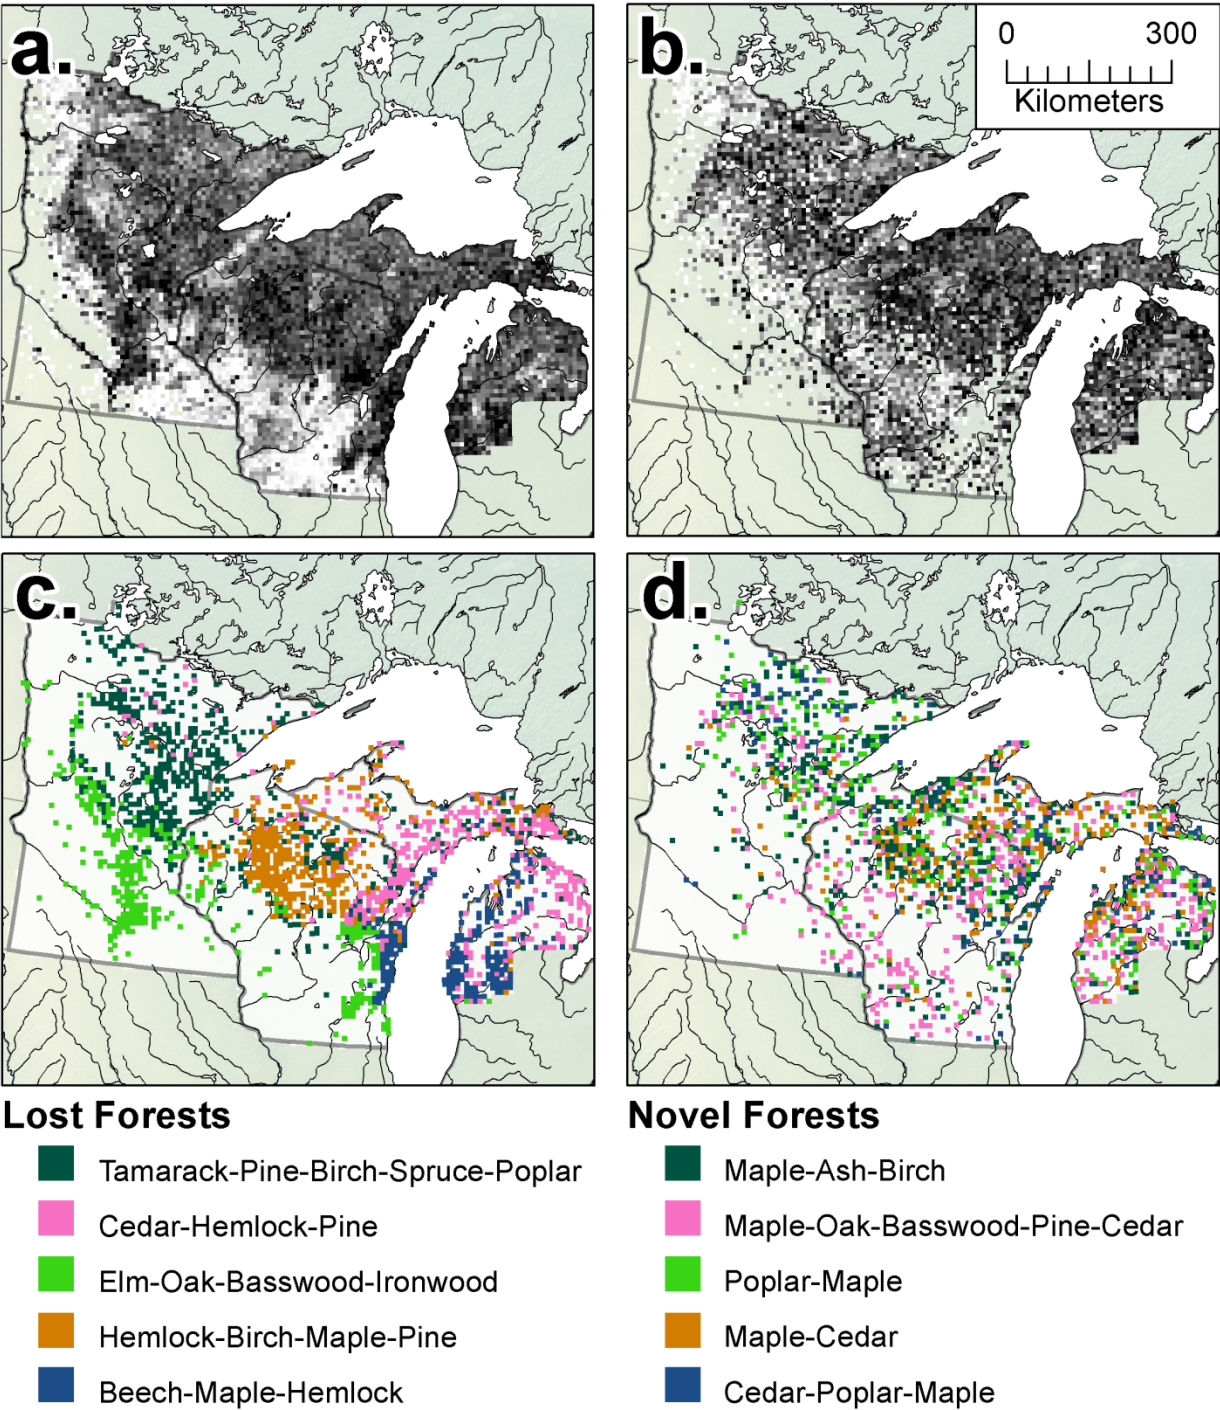 a.
b.
0 300
Kilometers
c.
d.
Lost Forests
Tamarack-Pine-Birch-Spruce-Poplar
Cedar-Hemlock-Pine
Elm-Oak-Basswood-Ironwood
Hemlock-Birch-Maple-Pine
Beech-Maple-Hemlock
Novel Forests
Maple-Ash-Birch
Maple-Oak-Basswood-Pine-Cedar
Poplar-Maple
Maple-Cedar
Cedar-Poplar-Maple